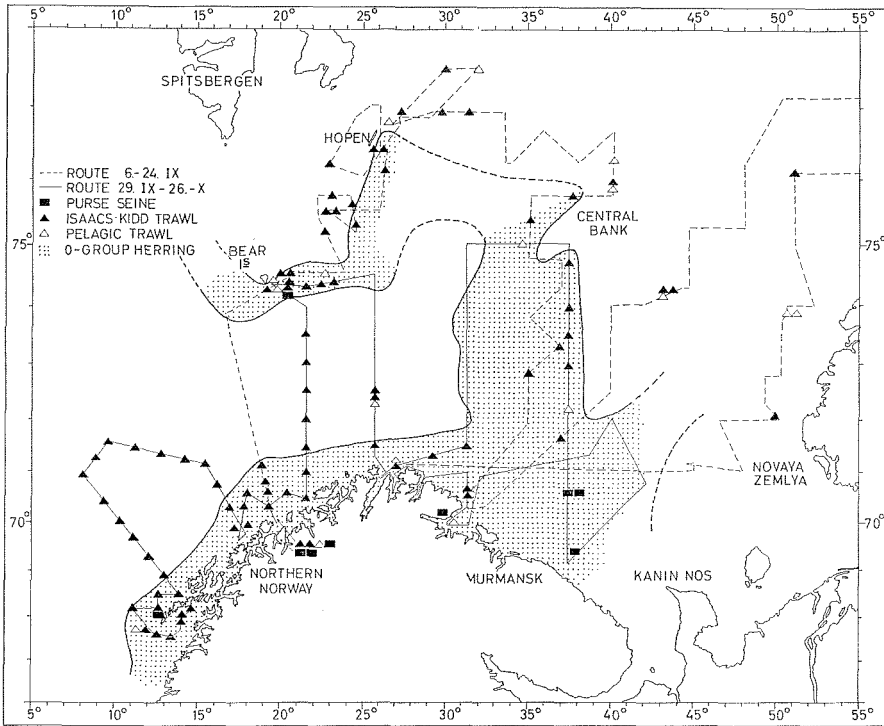 5° 10° 15° 20° 25° 30° 35° 40° 45° 50° 55°
SPITSBERGEN
HOPEN
--- ROUTE 6.-24. IX
— ROUTE 29. IX-26.-X
■ PURSE SEINE
▲ ISAACS-KIDD TRAWL
△ PELAGIC TRAWL
0-GROUP HERRING
CENTRAL
BANK
75° 75°
BEAR
IS
NOVAYA
ZEMLYA
70° 70°
NORTHERN
NORWAY
MURMANSK
KANIN NOS
5° 10° 15° 20° 25° 30° 35° 40° 45° 50° 55°